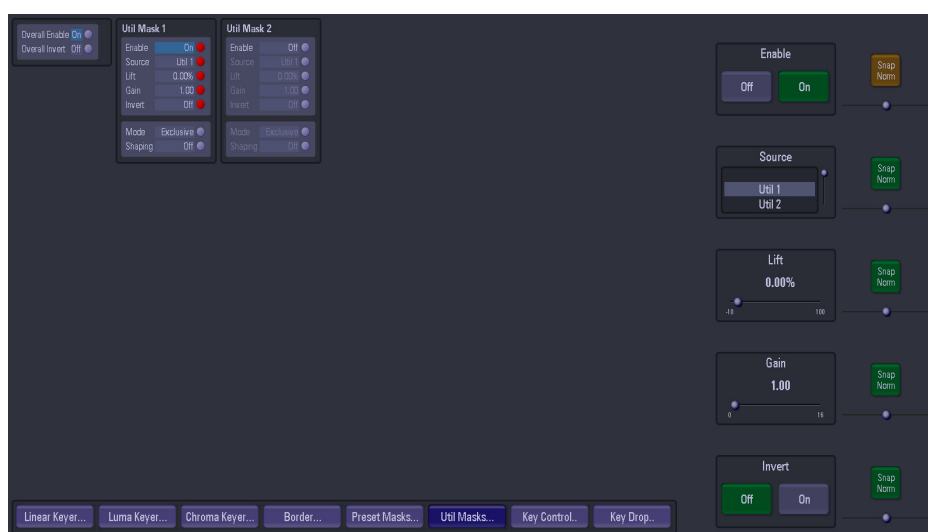 Overall Enable On
Overall Invert Off
Util Mask 1
Enable On
Source Util 1
Lift 0.00%
Gain 1.00
Invert Off
Mode Exclusive
Shaping Off
Util Mask 2
Enable Off
Source Util 1
Lift 0.00%
Gain 1.00
Invert Off
Mode Exclusive
Shaping Off
Enable
Off On
Snap
Norm
Source
Util 1
Util 2
Snap
Norm
Lift
0.00%
-10 100
Snap
Norm
Gain
1.00
0 16
Snap
Norm
Invert
Off On
Snap
Norm
Linear Keyer... Luma Keyer... Chroma Keyer... Border... Preset Masks... Util Masks... Key Control.. Key Drop..